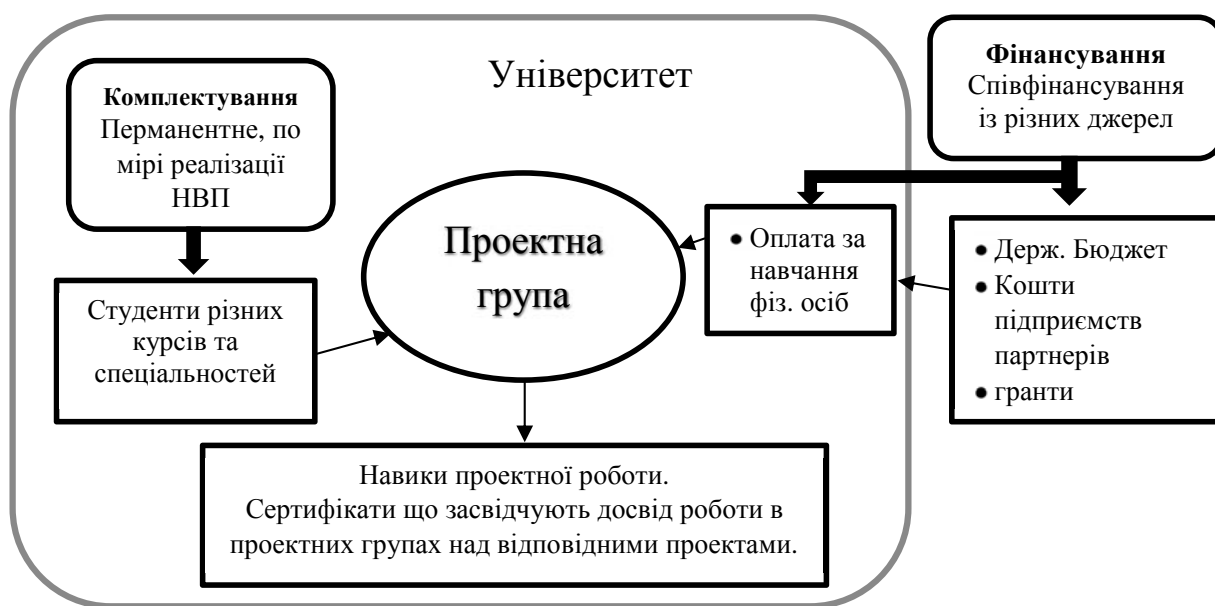 Університет
Комплектування
Перманентне, по
мірі реалізації
НВП
Фінансування
Співфінансування
із різних джерел
Студенти різних
курсів та
спеціальностей
Проектна
група
• Оплата за
навчання
фіз. осіб
• Держ. Бюджет
• Кошти
підприємств
партнерів
• гранти
Навики проектної роботи.
Сертифікати що засвідчують досвід роботи в
проектних групах над відповідними проектами.